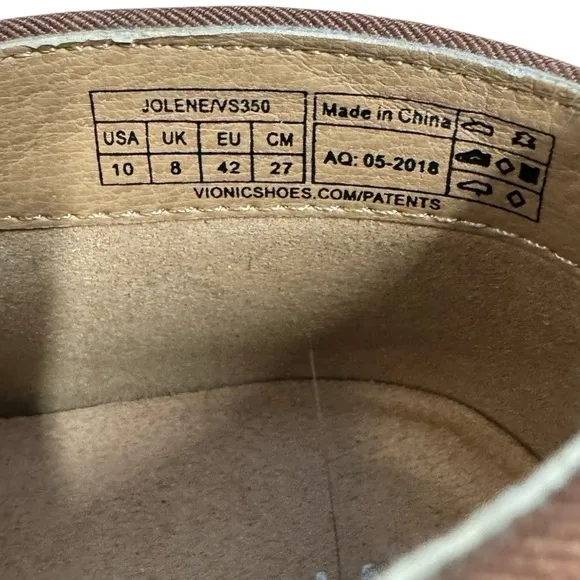 JOLENE/VS350
USA UK EU CM
10 8 42 27
Made in China
AQ: 05-2018
VIONICSHOES.COM/PATENTS